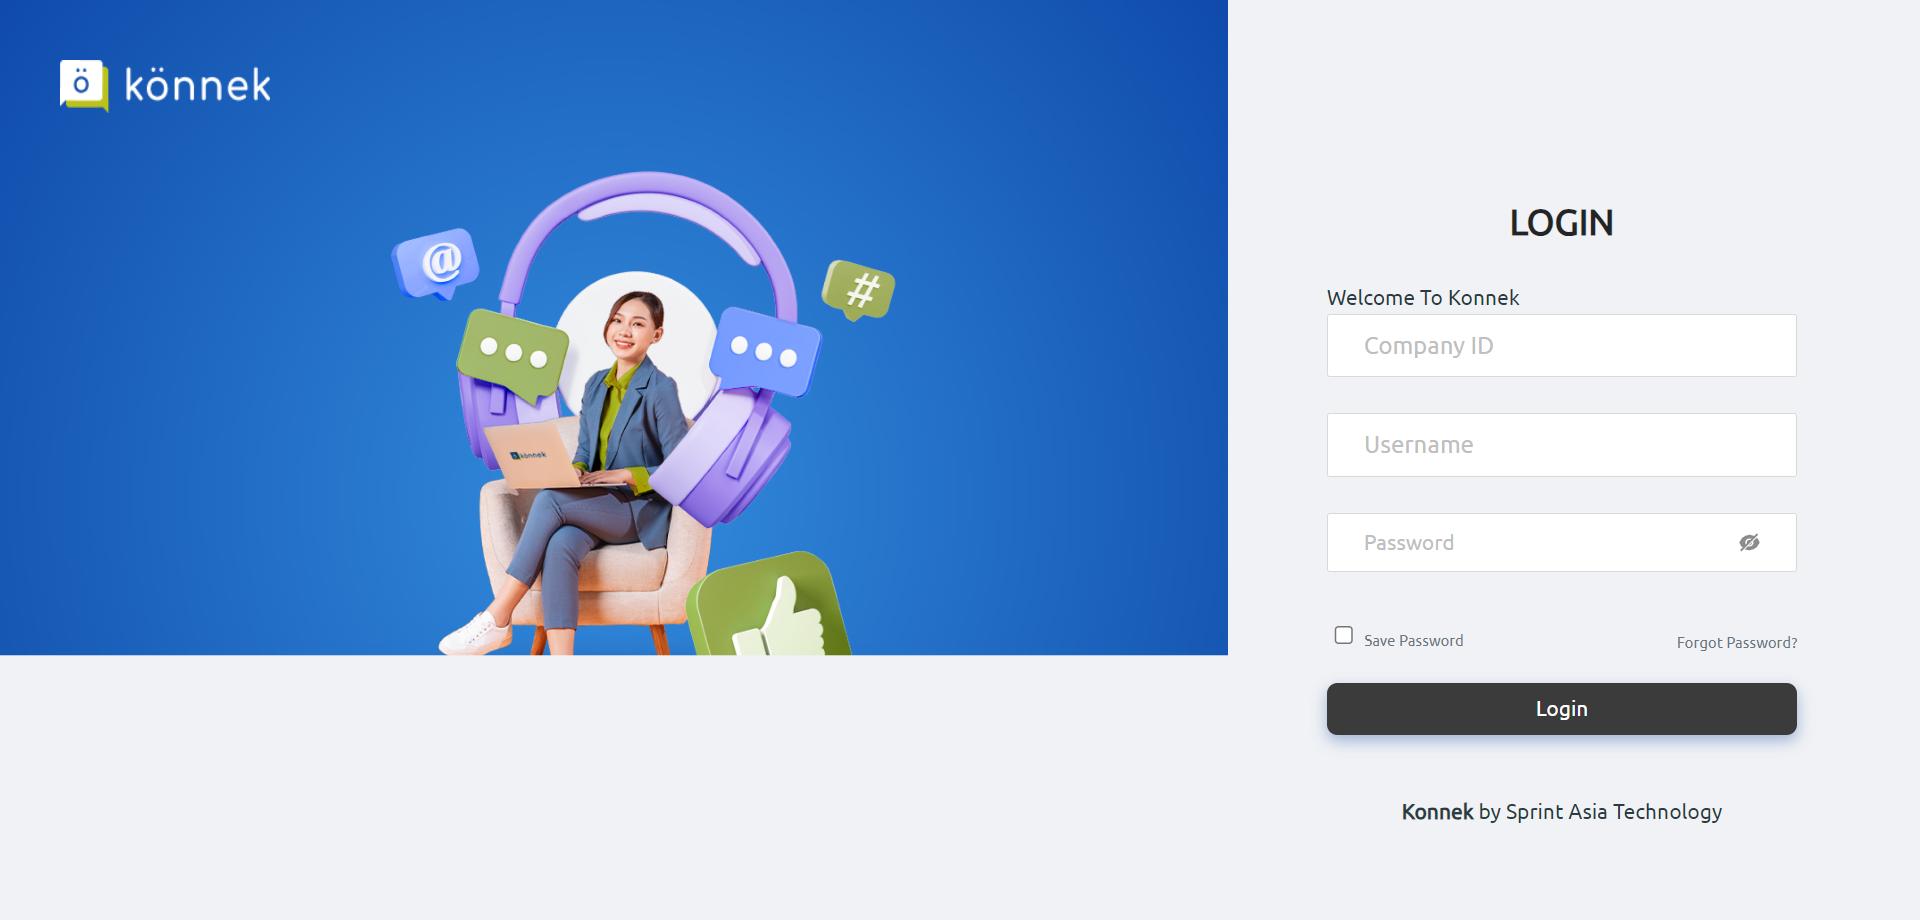 ö könnek
@
#
ö könnek
LOGIN
Welcome To Konnek
Company ID
Username
Password
Save Password
Forgot Password?
Login
Konnek by Sprint Asia Technology